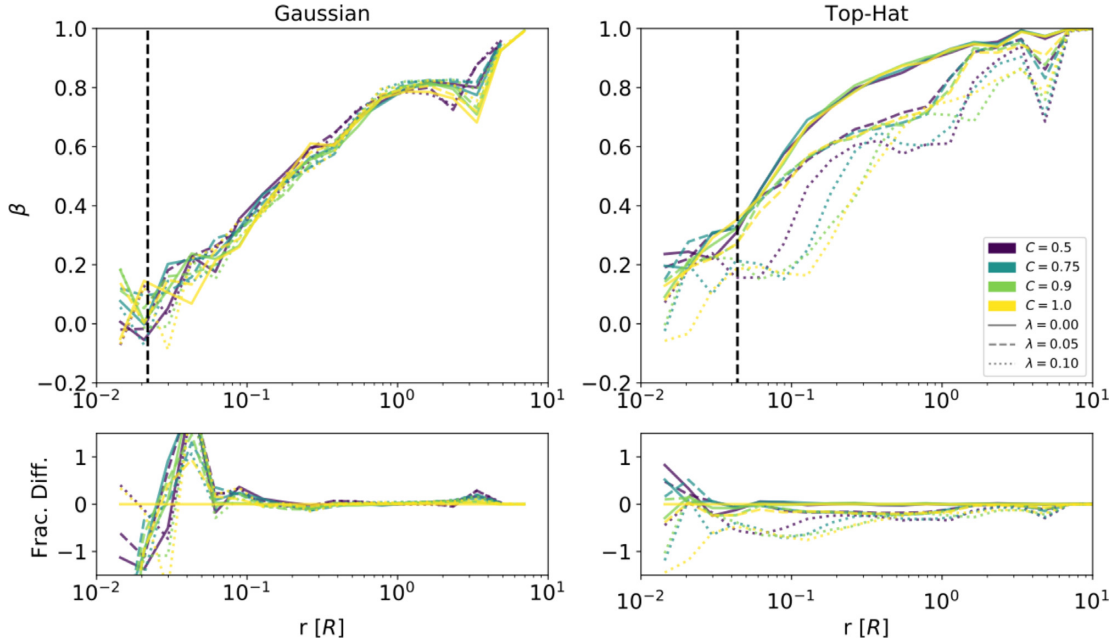 Gaussian
Top-Hat
1.0
0.8
0.6
0.4
0.2
0.0
−0.2
β
10⁻²
10⁻¹
10⁰
10¹
1.0
0.8
0.6
0.4
0.2
0.0
−0.2
C = 0.5
C = 0.75
C = 0.9
C = 1.0
λ = 0.00
λ = 0.05
λ = 0.10
10⁻²
10⁻¹
10⁰
10¹
Frac. Diff.
1
0
−1
10⁻²
10⁻¹
10⁰
10¹
r [R]
1
0
−1
10⁻²
10⁻¹
10⁰
10¹
r [R]